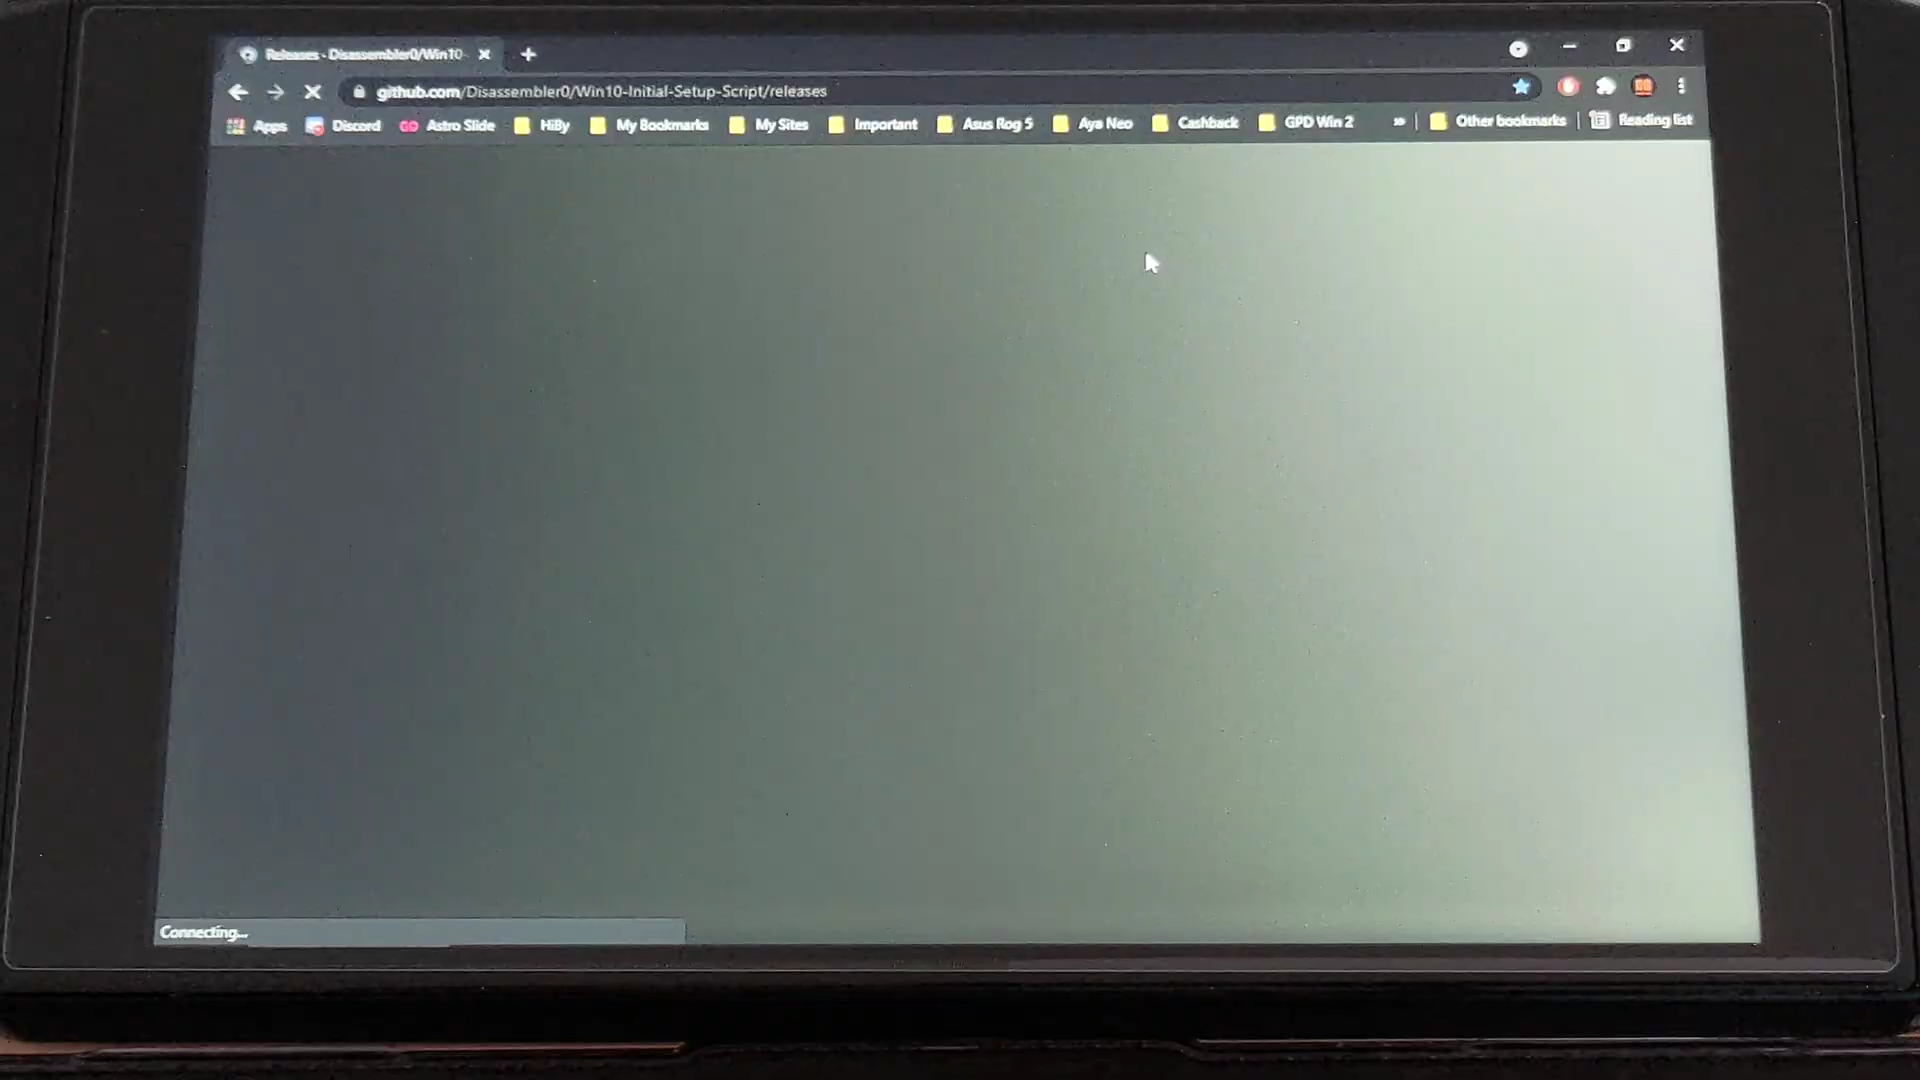 Releases · Disassembler0/Win10-
github.com/Disassembler0/Win10-Initial-Setup-Script/releases
Apps Discord GO Astro Slide HiBy My Bookmarks My Sites Important Asus Rog 5 Aya Neo Cashback GPD Win 2 » Other bookmarks Reading list
Connecting...